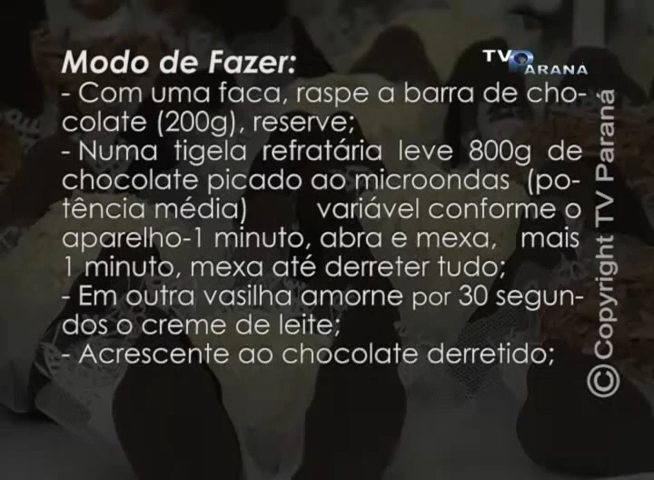 Modo de Fazer:
- Com uma faca, raspe a barra de cho-
colate (200g), reserve;
- Numa tigela refratária leve 800g de
chocolate picado ao microondas (po-
tência média) variável conforme o
aparelho-1 minuto, abra e mexa, mais
1 minuto, mexa até derreter tudo;
- Em outra vasilha amorne por 30 segun-
dos o creme de leite;
- Acrescente ao chocolate derretido;
TV PARANÁ
© Copyright TV Paraná